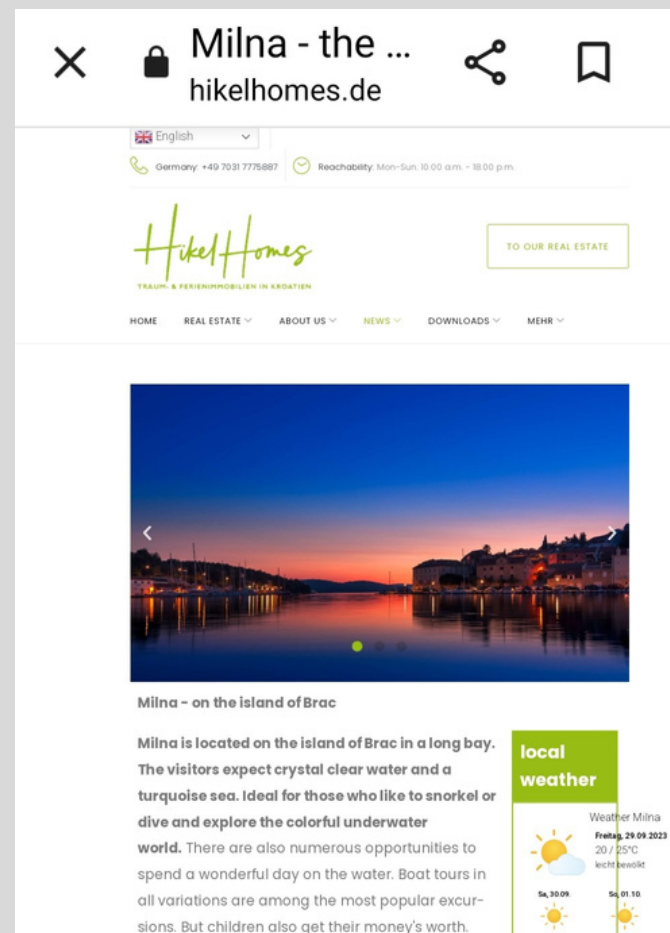 Milna - the ...
hikelhomes.de
English
Germany: +49 7031 7775887
Reachability: Mon-Sun: 10:00 a.m. - 18:00 p.m.
HikelHomes
TRAUM- & FERIENIMMOBILIEN IN KROATIEN
TO OUR REAL ESTATE
HOME REAL ESTATE ABOUT US NEWS DOWNLOADS MEHR
Milna - on the island of Brac
Milna is located on the island of Brac in a long bay.
The visitors expect crystal clear water and a
turquoise sea. Ideal for those who like to snorkel or
dive and explore the colorful underwater
world. There are also numerous opportunities to
spend a wonderful day on the water. Boat tours in
all variations are among the most popular excur-
sions. But children also get their money's worth.
local
weather
Weather Milna
Freitag, 29.09.2023
20 / 25°C
leicht bewölkt
Sa, 30.09.
So, 01.10.